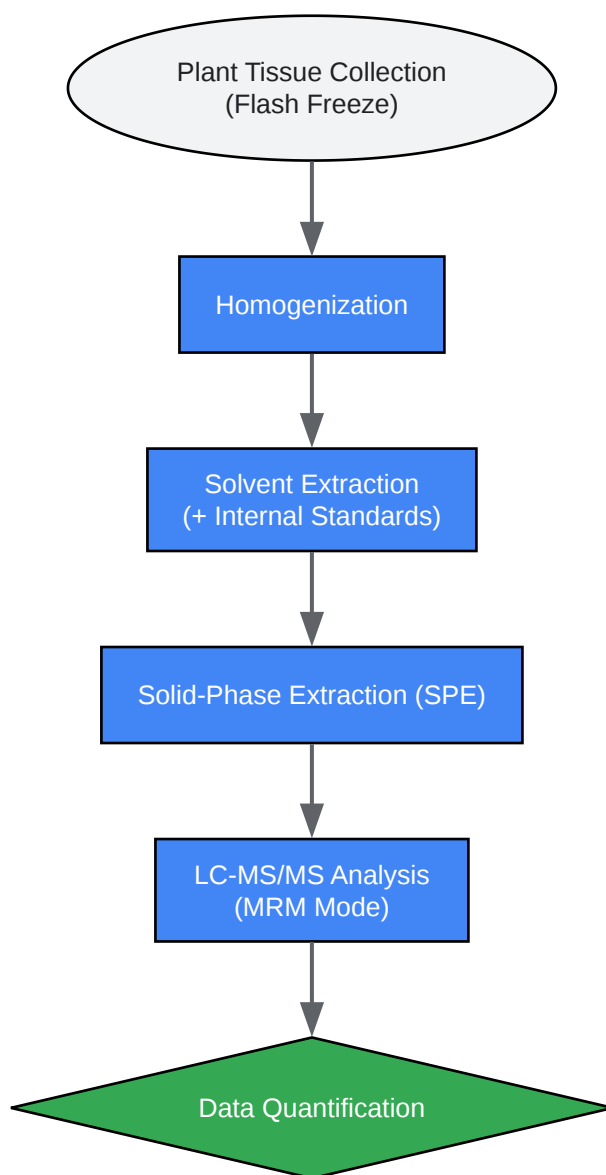 Plant Tissue Collection
(Flash Freeze)
Homogenization
Solvent Extraction
(+ Internal Standards)
Solid-Phase Extraction (SPE)
LC-MS/MS Analysis
(MRM Mode)
Data Quantification